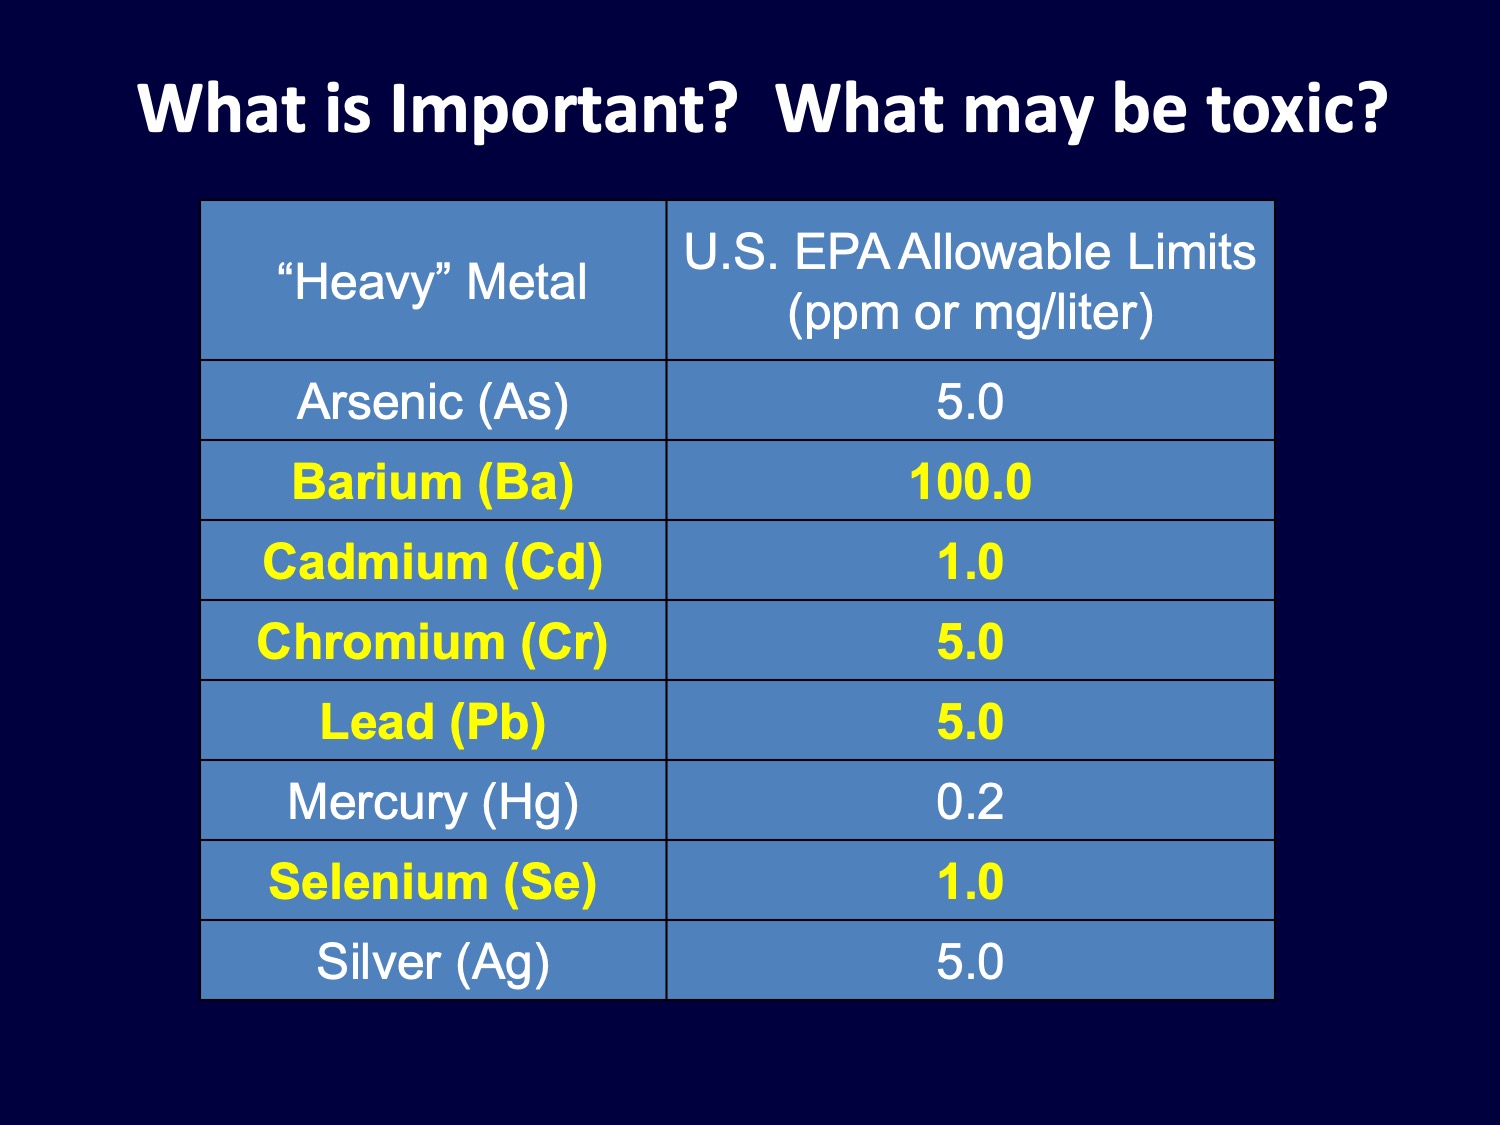 What is Important?  What may be toxic?
“Heavy” Metal
U.S. EPA Allowable Limits
(ppm or mg/liter)
Arsenic (As) 5.0
Barium (Ba) 100.0
Cadmium (Cd) 1.0
Chromium (Cr) 5.0
Lead (Pb) 5.0
Mercury (Hg) 0.2
Selenium (Se) 1.0
Silver (Ag) 5.0